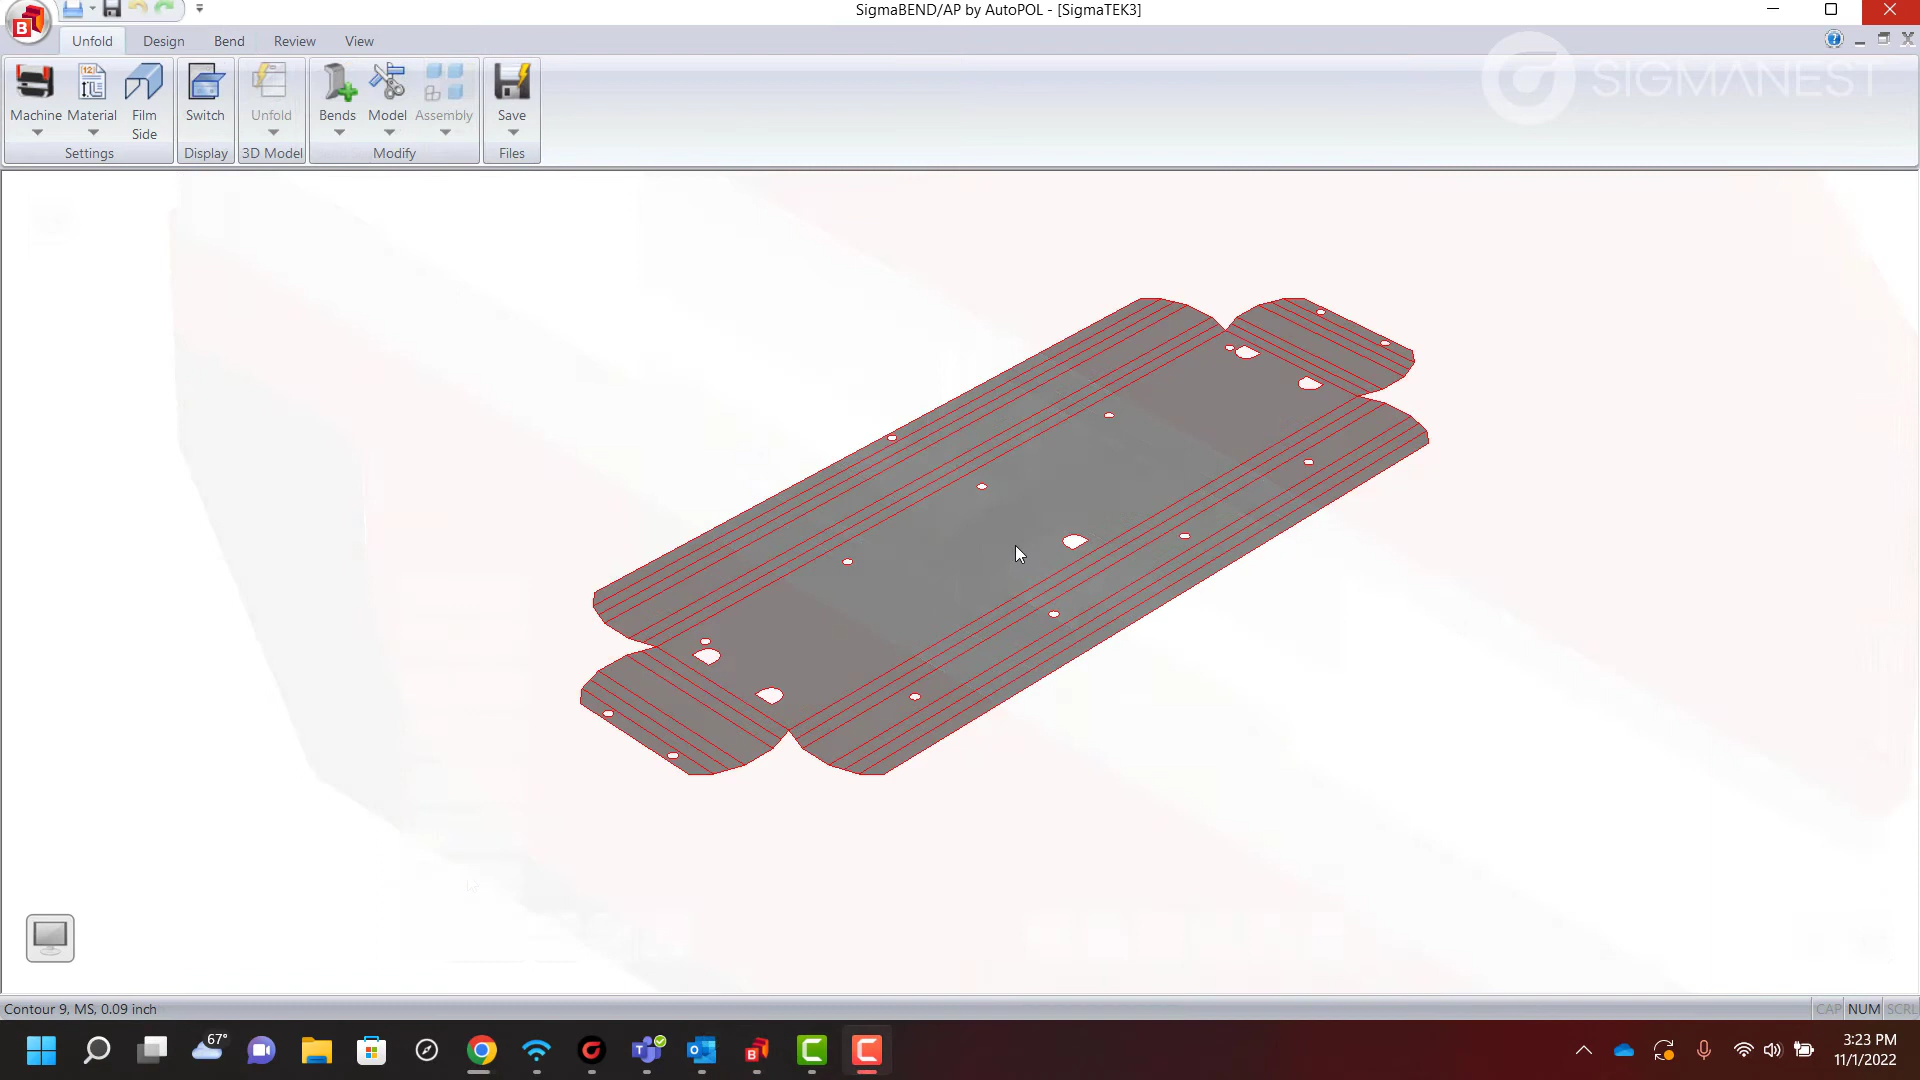 SigmaBEND/AP by AutoPOL - [SigmaTEK3]
B
Unfold Design Bend Review View
SIGMANEST
Machine Material Film Side Switch Unfold Bends Model Assembly Save
Settings Display 3D Model Modify Files
Contour 9, MS, 0.09 inch
CAP NUM SCRL
67°
3:23 PM
11/1/2022